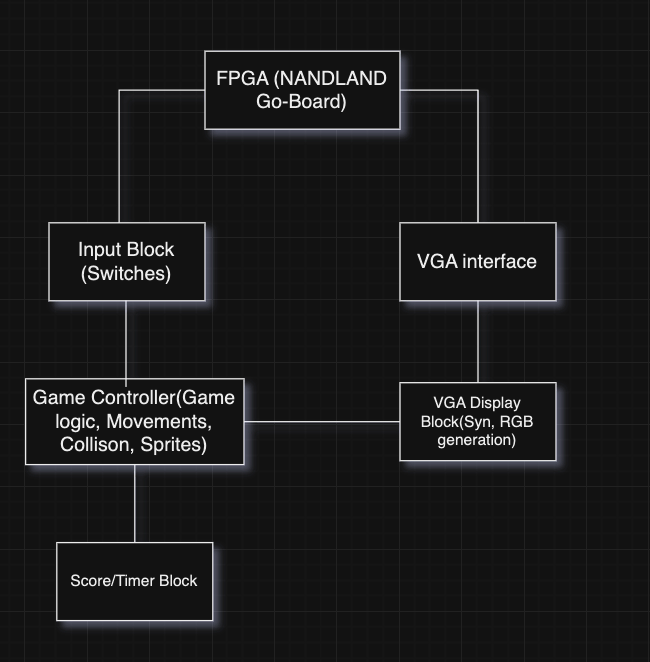 FPGA (NANDLAND
Go-Board)
Input Block
(Switches)
VGA interface
Game Controller(Game
logic, Movements,
Collison, Sprites)
VGA Display
Block(Syn, RGB
generation)
Score/Timer Block